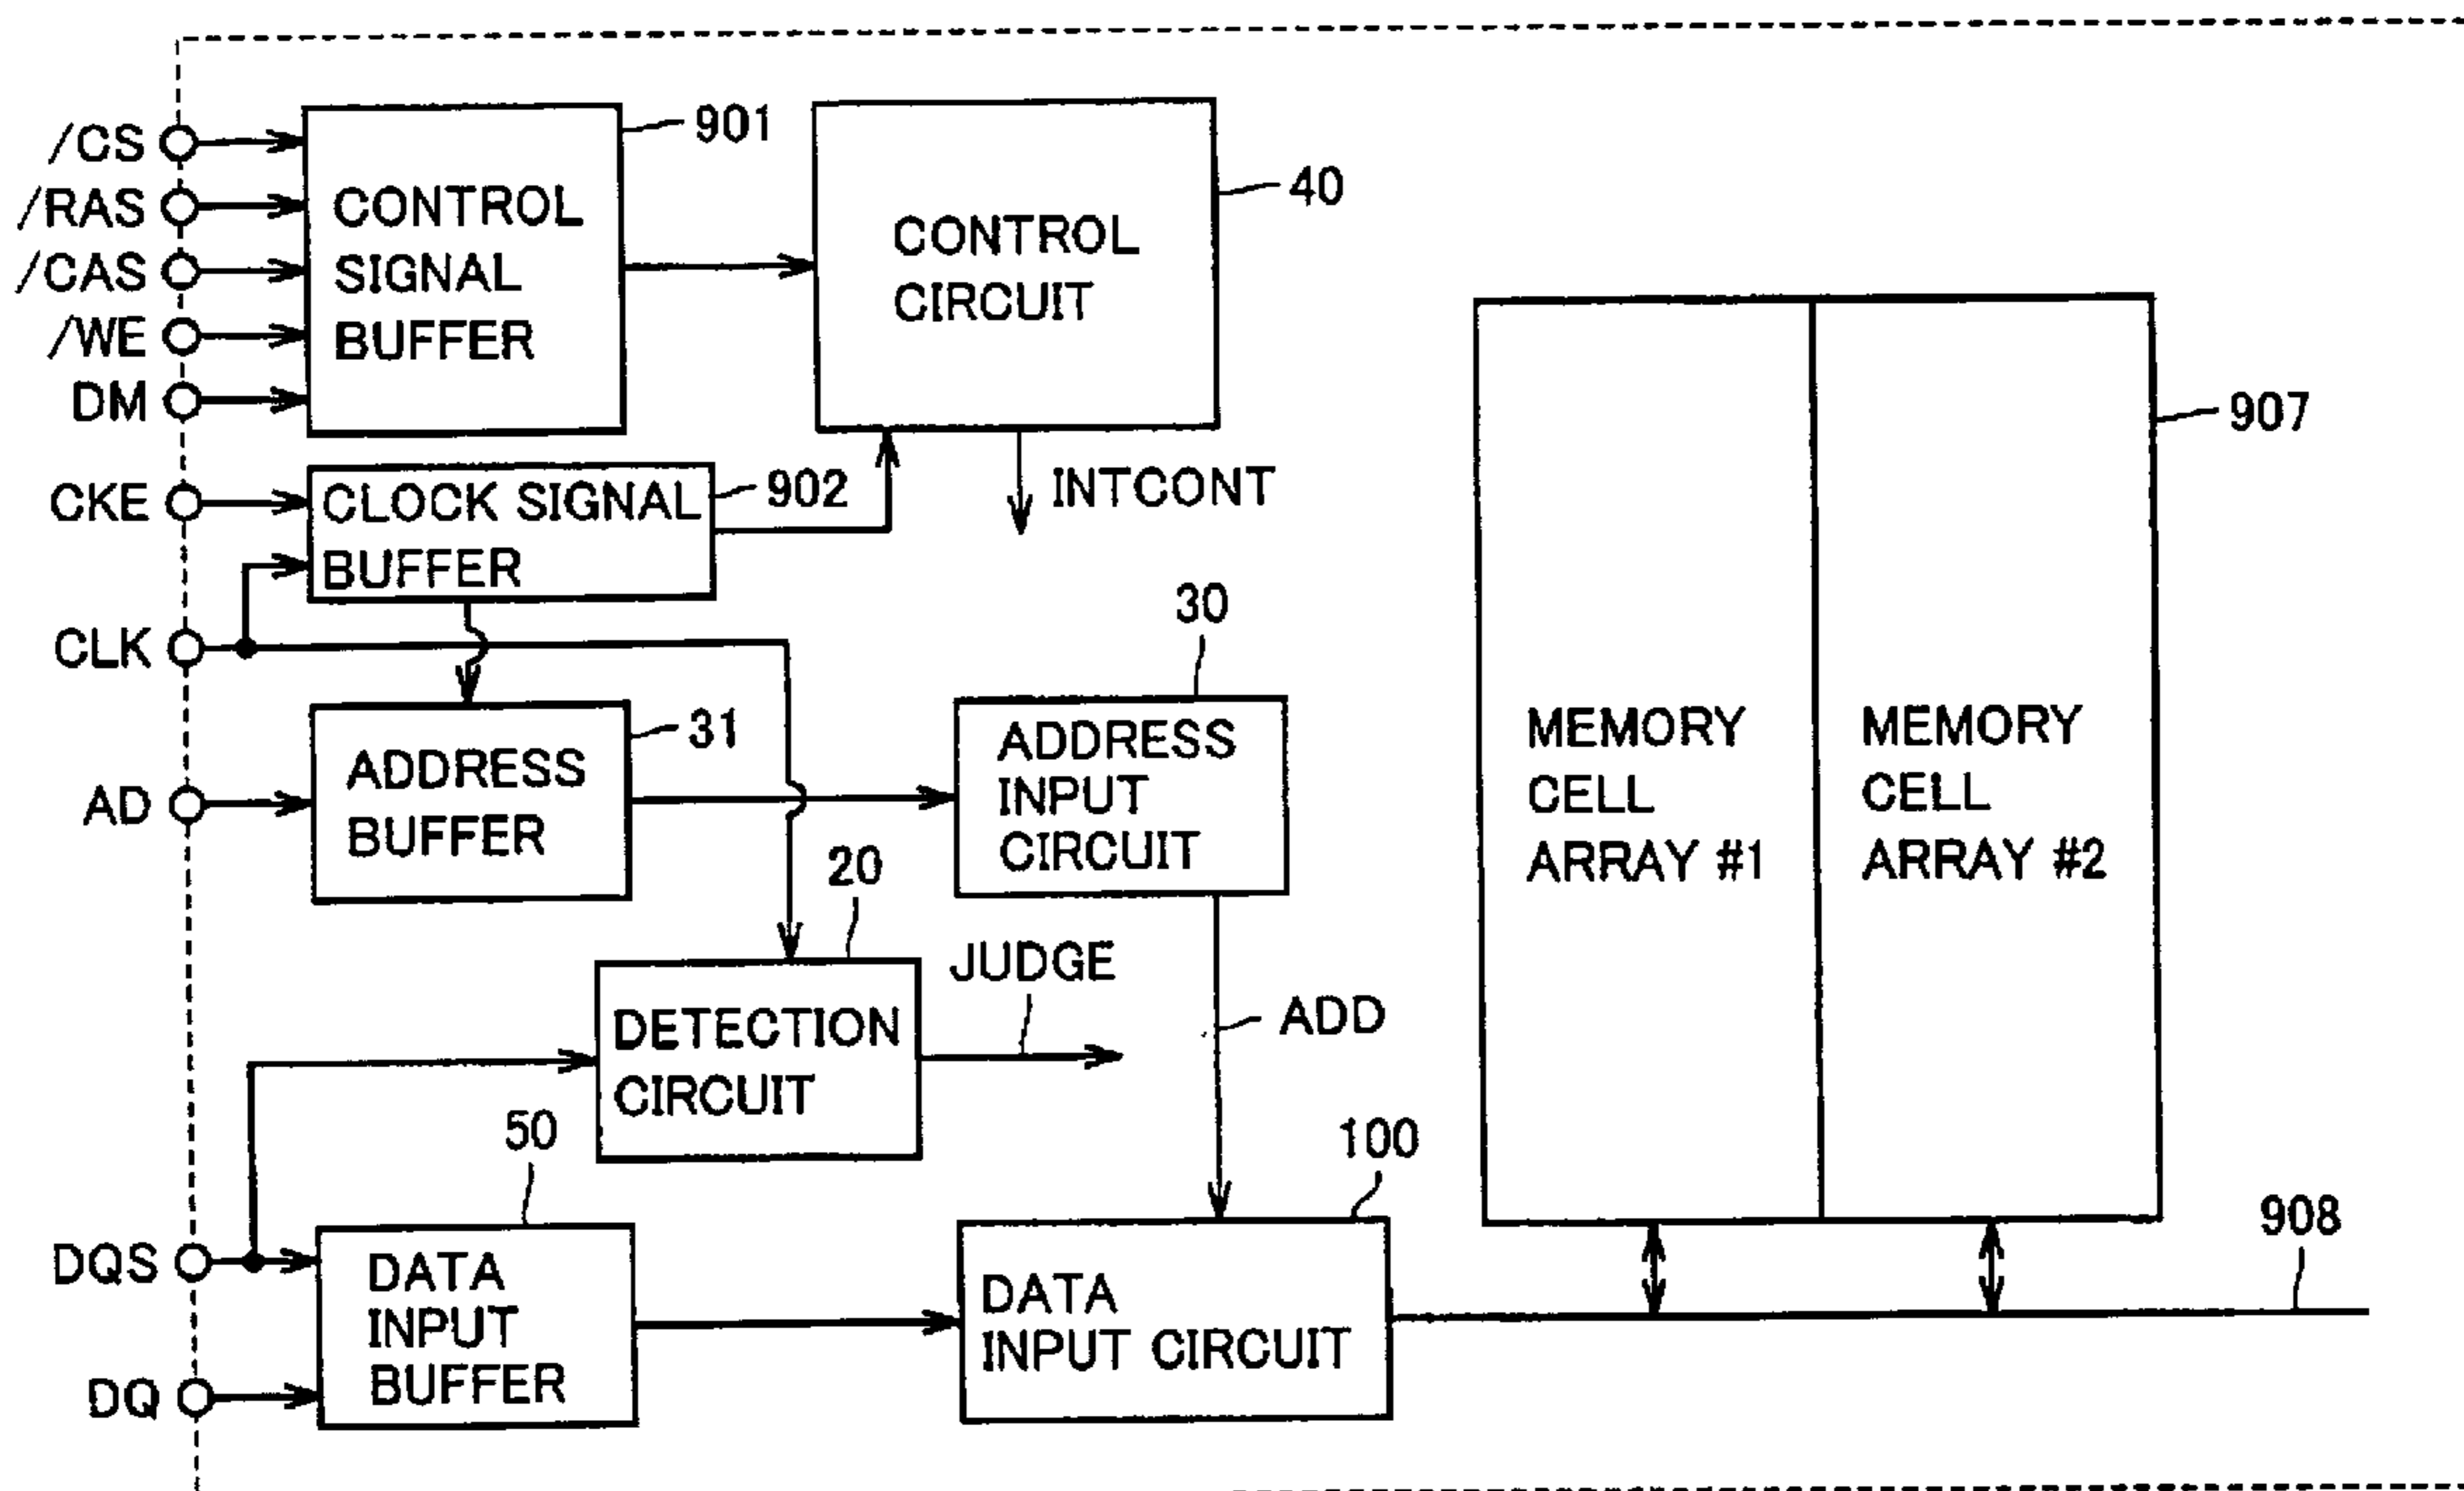 /CS
/RAS
/CAS
/WE
DM
CONTROL
SIGNAL
BUFFER
901
CONTROL
CIRCUIT
40
CKE
CLOCK SIGNAL
BUFFER
902
INTCONT
CLK
AD
ADDRESS
BUFFER
31
30
ADDRESS
INPUT
CIRCUIT
MEMORY
CELL
ARRAY #1
MEMORY
CELL
ARRAY #2
907
20
DETECTION
CIRCUIT
JUDGE
ADD
DQS
DQ
50
DATA
INPUT
BUFFER
100
DATA
INPUT CIRCUIT
908